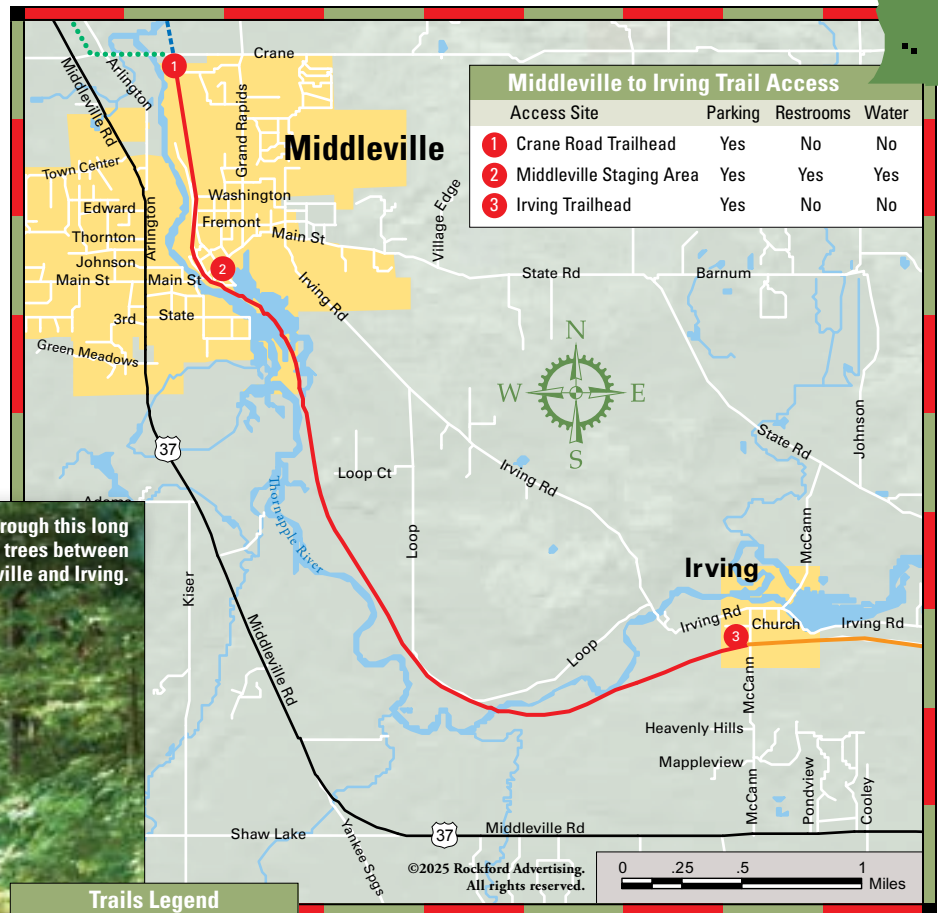 Crane
Arlington
Middleville Rd
1
Grand Rapids
Middleville
Middleville to Irving Trail Access
Access Site Parking Restrooms Water
1 Crane Road Trailhead Yes No No
2 Middleville Staging Area Yes Yes Yes
3 Irving Trailhead Yes No No
Town Center
Edward
Thornton
Johnson
Main St
Arlington
Washington
Fremont
Main St
Village Edge
2
Main St
State
3rd
Green Meadows
Irving Rd
State Rd
Barnum
N
W E
S
37
Johnson
State Rd
Loop Ct
Irving Rd
Thornapple River
Loop
McCann
rough this long
trees between
ville and Irving.
Kiser
Middleville Rd
Irving
Irving Rd
Church
Irving Rd
3
Loop
McCann
Heavenly Hills
Mappleview
McCann
Pondview
Cooley
Shaw Lake
Yankee Spgs
37
Middleville Rd
©2025 Rockford Advertising.
All rights reserved.
0 .25 .5 1
Miles
Trails Legend